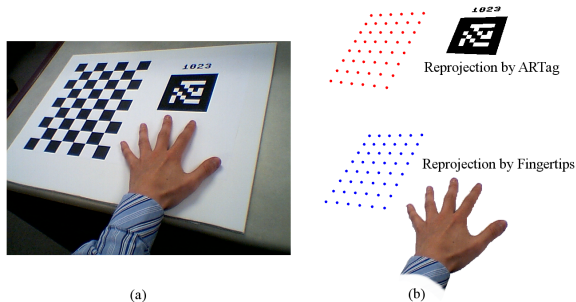 1023
1023
Reprojection by ARTag
Reprojection by Fingertips
(a)
(b)